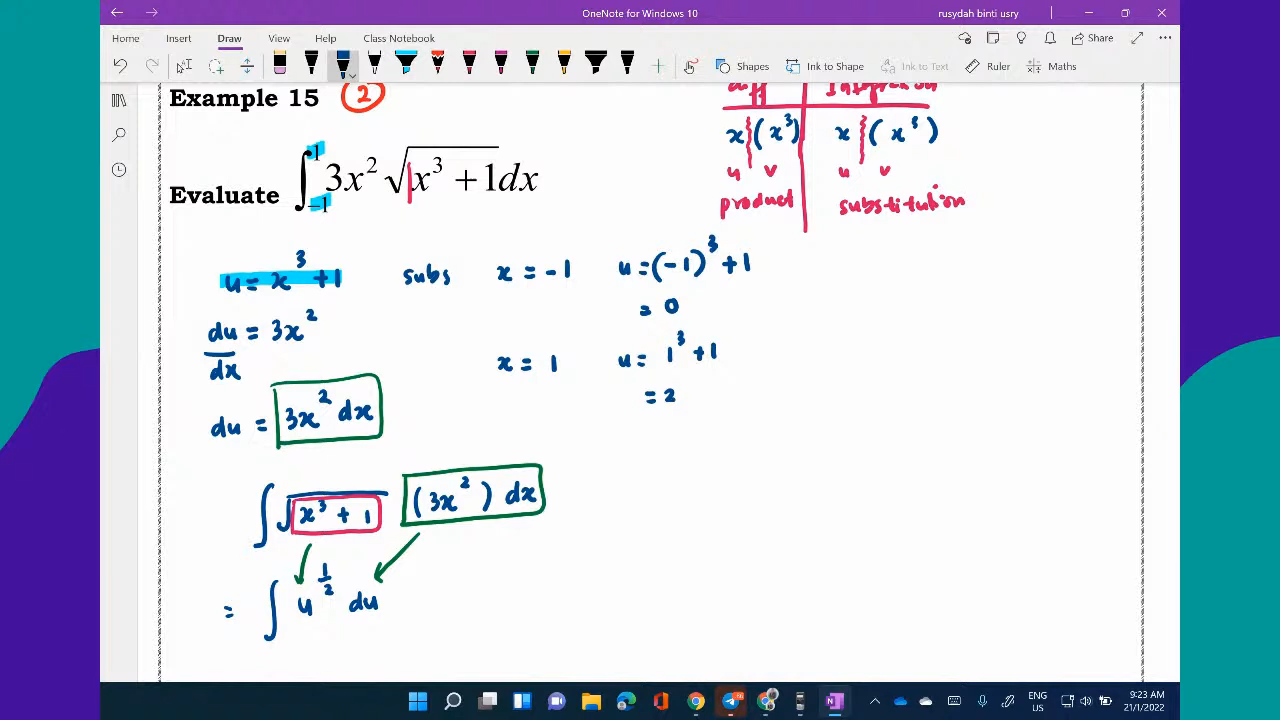 OneNote for Windows 10
rusydah binti usry
Home Insert Draw View Help Class Notebook
Share
Shapes Ink to Shape Ink to Text Ruler Maths
Example 15 2
Evaluate ∫₋₁¹ 3x² √(x³ + 1) dx
x (x³) x (x³)
u v u v
product substitution
u = x³ + 1 subs x = -1 u = (-1)³ + 1
= 0
du/dx = 3x²
x = 1 u = 1³ + 1
= 2
du = 3x² dx
∫ √(x³ + 1) (3x²) dx
= ∫ u^(1/2) du
ENG
US
9:23 AM
21/1/2022